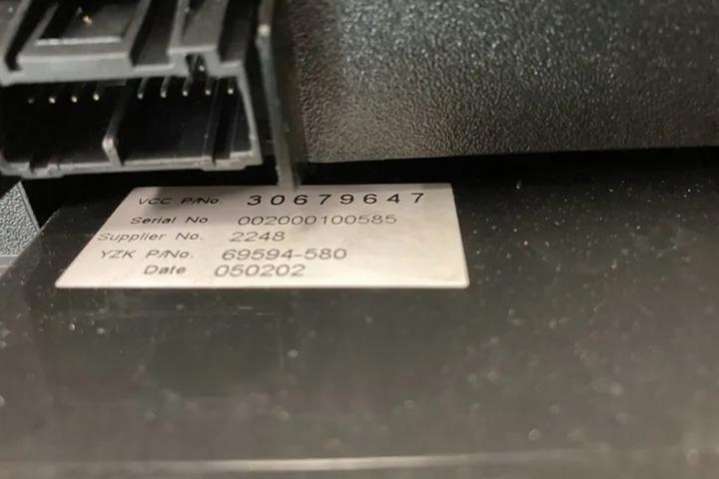 VCC P/No 30679647
Serial No 002000100585
Supplier No. 2248
YZK P/No. 69594-580
Date 050202